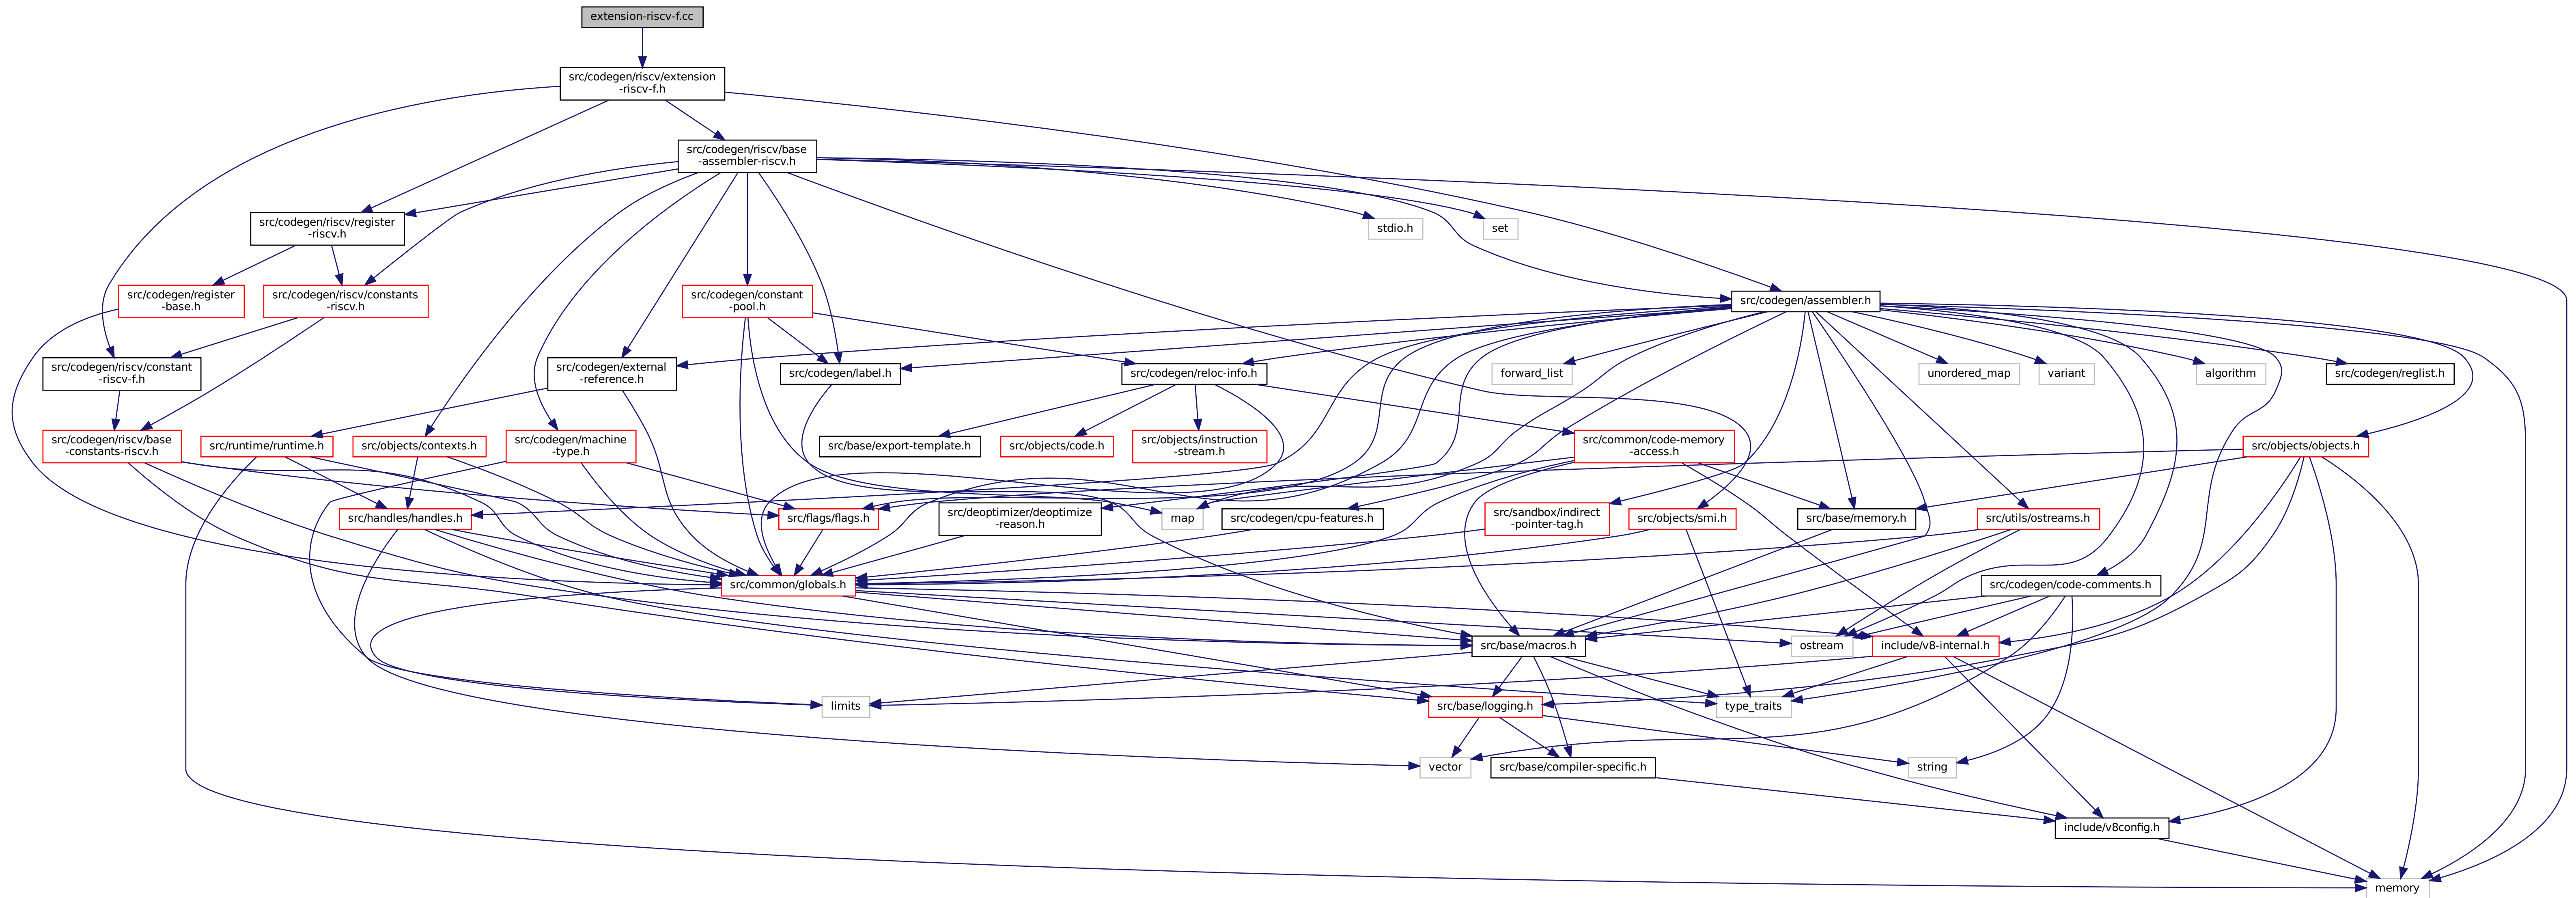 extension-riscv-f.cc
src/codegen/riscv/extension
-riscv-f.h
src/codegen/riscv/base
-assembler-riscv.h
src/codegen/riscv/register
-riscv.h
stdio.h
set
src/codegen/register
-base.h
src/codegen/riscv/constants
-riscv.h
src/codegen/constant
-pool.h
src/codegen/assembler.h
src/codegen/riscv/constant
-riscv-f.h
src/codegen/external
-reference.h
src/codegen/label.h
src/codegen/reloc-info.h
forward_list
unordered_map
variant
algorithm
src/codegen/reglist.h
src/codegen/riscv/base
-constants-riscv.h
src/runtime/runtime.h
src/objects/contexts.h
src/codegen/machine
-type.h
src/base/export-template.h
src/objects/code.h
src/objects/instruction
-stream.h
src/common/code-memory
-access.h
src/objects/objects.h
src/handles/handles.h
src/flags/flags.h
src/deoptimizer/deoptimize
-reason.h
map
src/codegen/cpu-features.h
src/sandbox/indirect
-pointer-tag.h
src/objects/smi.h
src/base/memory.h
src/utils/ostreams.h
src/common/globals.h
src/codegen/code-comments.h
src/base/macros.h
ostream
include/v8-internal.h
limits
src/base/logging.h
type_traits
vector
src/base/compiler-specific.h
string
include/v8config.h
memory